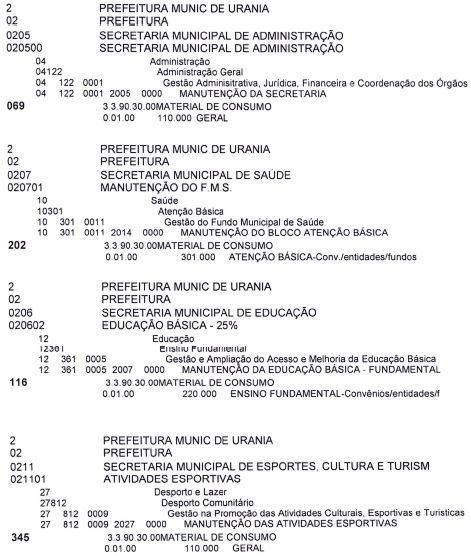 2 PREFEITURA MUNIC DE URANIA
02 PREFEITURA
0205 SECRETARIA MUNICIPAL DE ADMINISTRAÇÃO
020500 SECRETARIA MUNICIPAL DE ADMINISTRAÇÃO
04 Administração
04122 Administração Geral
04 122 0001 Gestão Adminisitrativa, Jurídica, Financeira e Coordenação dos Órgãos
04 122 0001 2005 0000 MANUTENÇÃO DA SECRETARIA
069 3.3.90.30.00MATERIAL DE CONSUMO
0.01.00 110.000 GERAL
2 PREFEITURA MUNIC DE URANIA
02 PREFEITURA
0207 SECRETARIA MUNICIPAL DE SAÚDE
020701 MANUTENÇÃO DO F.M.S.
10 Saúde
10301 Atenção Básica
10 301 0011 Gestão do Fundo Municipal de Saúde
10 301 0011 2014 0000 MANUTENÇÃO DO BLOCO ATENÇÃO BÁSICA
202 3.3.90.30.00MATERIAL DE CONSUMO
0.01.00 301.000 ATENÇÃO BÁSICA-Conv./entidades/fundos
2 PREFEITURA MUNIC DE URANIA
02 PREFEITURA
0206 SECRETARIA MUNICIPAL DE EDUCAÇÃO
020602 EDUCAÇÃO BÁSICA - 25%
12 Educação
12361 Ensino Fundamental
12 361 0005 Gestão e Ampliação do Acesso e Melhoria da Educação Básica
12 361 0005 2007 0000 MANUTENÇÃO DA EDUCAÇÃO BÁSICA - FUNDAMENTAL
116 3.3.90.30.00MATERIAL DE CONSUMO
0.01.00 220.000 ENSINO FUNDAMENTAL-Convênios/entidades/f
2 PREFEITURA MUNIC DE URANIA
02 PREFEITURA
0211 SECRETARIA MUNICIPAL DE ESPORTES, CULTURA E TURISM
021101 ATIVIDADES ESPORTIVAS
27 Desporto e Lazer
27812 Desporto Comunitário
27 812 0009 Gestão na Promoção das Atividades Culturais, Esportivas e Turisticas
27 812 0009 2027 0000 MANUTENÇÃO DAS ATIVIDADES ESPORTIVAS
345 3.3.90.30.00MATERIAL DE CONSUMO
0.01.00 110.000 GERAL